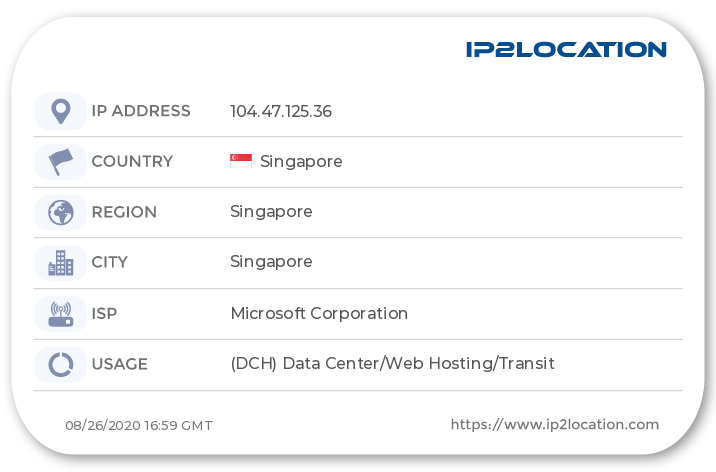 IP2LOCATION
IP ADDRESS 104.47.125.36
COUNTRY Singapore
REGION Singapore
CITY Singapore
ISP Microsoft Corporation
USAGE (DCH) Data Center/Web Hosting/Transit
08/26/2020 16:59 GMT https://www.ip2location.com